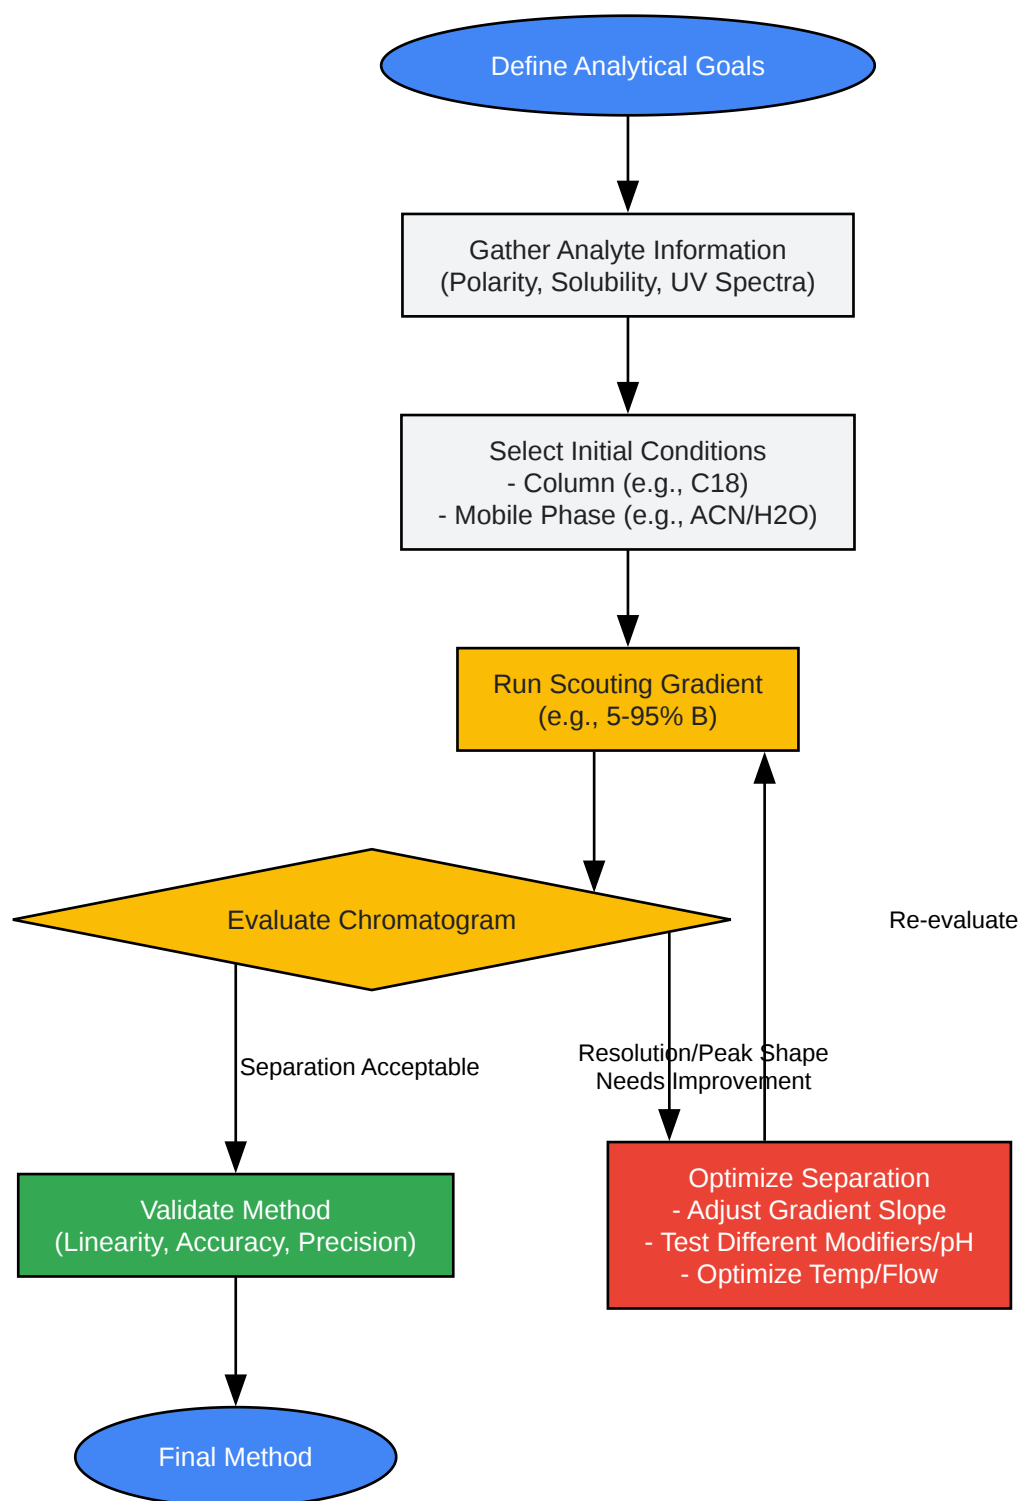 Define Analytical Goals
Gather Analyte Information
(Polarity, Solubility, UV Spectra)
Select Initial Conditions
- Column (e.g., C18)
- Mobile Phase (e.g., ACN/H2O)
Run Scouting Gradient
(e.g., 5-95% B)
Evaluate Chromatogram
Re-evaluate
Separation Acceptable
Resolution/Peak Shape
Needs Improvement
Validate Method
(Linearity, Accuracy, Precision)
Optimize Separation
- Adjust Gradient Slope
- Test Different Modifiers/pH
- Optimize Temp/Flow
Final Method